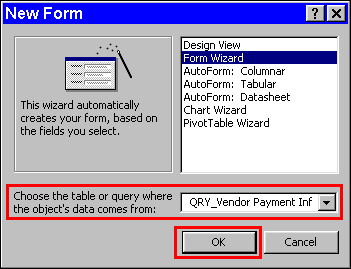 New Form
Design View
Form Wizard
AutoForm: Columnar
AutoForm: Tabular
AutoForm: Datasheet
Chart Wizard
PivotTable Wizard
This wizard automatically
creates your form, based on
the fields you select.
Choose the table or query where
the object's data comes from:
QRY_Vendor Payment Inf
OK
Cancel